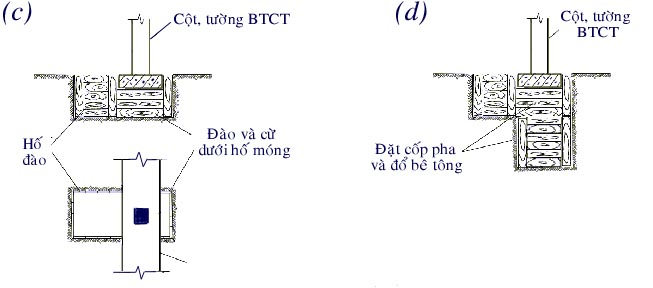 (c)
Cột, tường BTCT
Hố
đào
Đào và cừ
dưới hố móng
(d)
Cột, tường
BTCT
Đặt cốp pha
và đổ bê tông